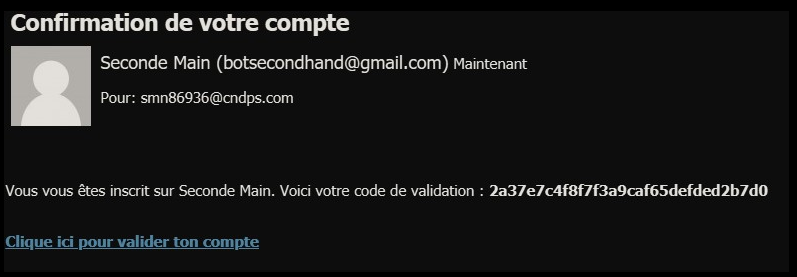 Confirmation de votre compte
Seconde Main (botsecondhand@gmail.com) Maintenant
Pour: smn86936@cndps.com
Vous vous êtes inscrit sur Seconde Main. Voici votre code de validation : 2a37e7c4f8f7f3a9caf65defded2b7d0
Clique ici pour valider ton compte